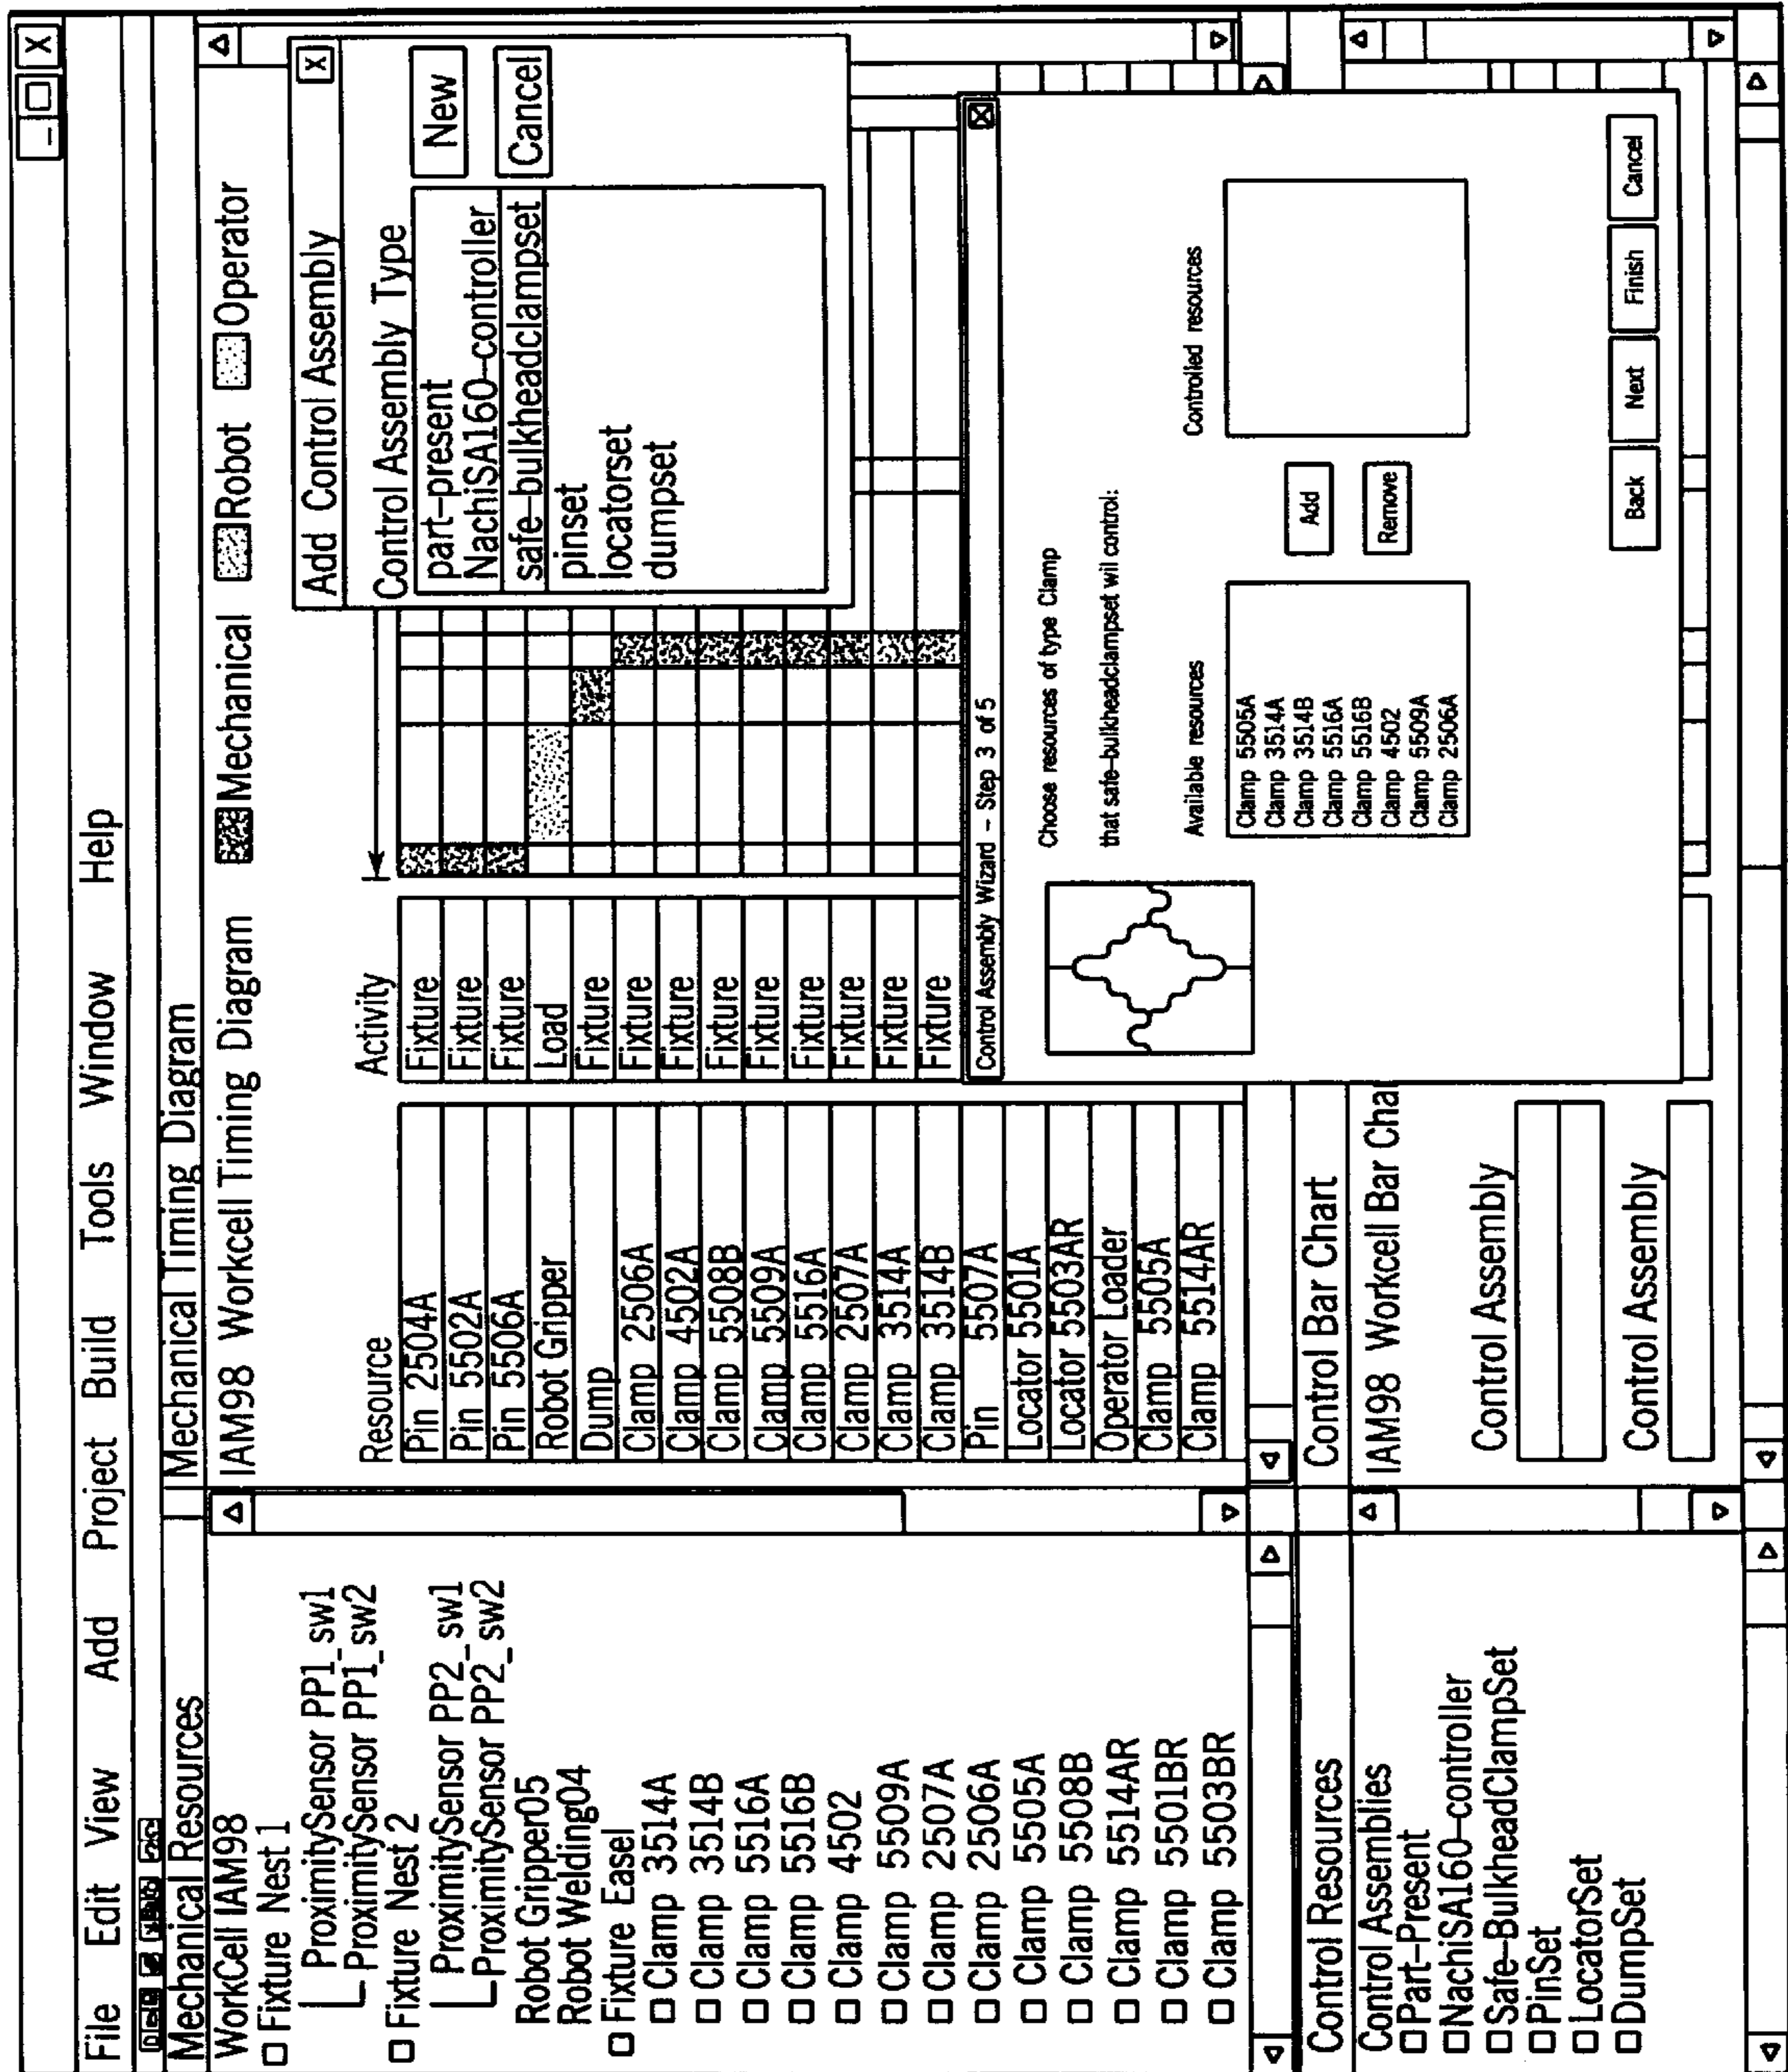 _ □ X
File Edit View Add Project Build Tools Window Help
Mechanical Resources
WorkCell IAM98
Fixture Nest 1
ProximitySensor PP1_sw1
ProximitySensor PP1_sw2
Fixture Nest 2
ProximitySensor PP2_sw1
ProximitySensor PP2_sw2
Robot Gripper05
Robot Welding04
Fixture Easel
Clamp 3514A
Clamp 3514B
Clamp 5516A
Clamp 5516B
Clamp 4502
Clamp 5509A
Clamp 2507A
Clamp 2506A
Clamp 5505A
Clamp 5508B
Clamp 5514AR
Clamp 5501BR
Clamp 5503BR
Control Resources
Control Assemblies
Part-Present
NachiSA160-controller
Safe-BulkheadClampSet
PinSet
LocatorSet
DumpSet
Mechanical Timing Diagram
IAM98 Workcell Timing Diagram Mechanical Robot Operator
Resource
Pin 2504A
Pin 5502A
Pin 5506A
Robot Gripper
Dump
Clamp 2506A
Clamp 4502A
Clamp 5508B
Clamp 5509A
Clamp 5516A
Clamp 2507A
Clamp 3514A
Clamp 3514B
Pin 5507A
Locator 5501A
Locator 5503AR
Operator Loader
Clamp 5505A
Clamp 5514AR
Activity
Fixture
Fixture
Fixture
Load
Fixture
Fixture
Fixture
Fixture
Fixture
Fixture
Fixture
Fixture
Fixture
Add Control Assembly X
Control Assembly Type
part-present
NachiSA160-controller
safe-bulkheadclampset
pinset
locatorset
dumpset
New
Cancel
Control Assembly Wizard - Step 3 of 5
Choose resources of type Clamp
that safe-bulkheadclampset wil control:
Available resources
Clamp 5505A
Clamp 3514A
Clamp 3514B
Clamp 5516A
Clamp 5516B
Clamp 4502
Clamp 5509A
Clamp 2506A
Add
Remove
Controlled resources
Back Next Finish Cancel
Control Bar Chart
IAM98 Workcell Bar Cha
Control Assembly
Control Assembly